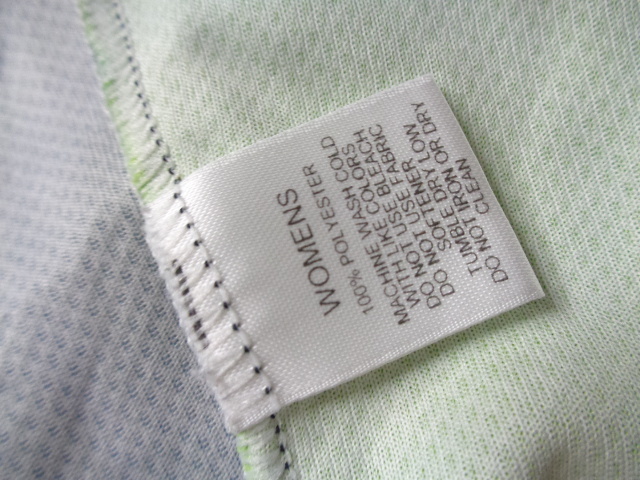 WOMENS
100% POLYESTER
MACHINE WASH COLD
WITH LIKE COLORS
DO NOT USE BLEACH
DO NOT USE FABRIC
SOFTENER
TUMBLE DRY LOW
DO NOT IRON OR DRY
CLEAN